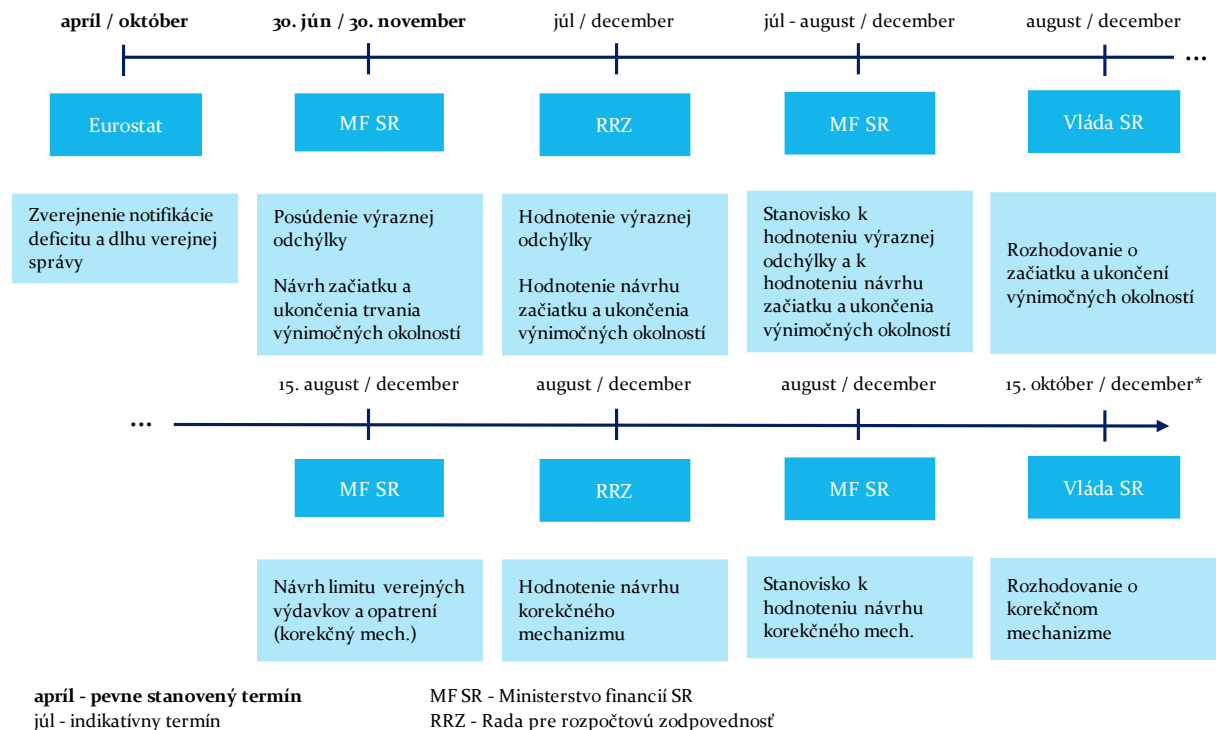 apríl / október
30. jún / 30. november
júl / december
júl - august / december
august / december
...
Eurostat
MF SR
RRZ
MF SR
Vláda SR
Zverejnenie notifikácie
deficitu a dlhu verejnej
správy
Posúdenie výraznej
odchýlky
Návrh začiatku a
ukončenia trvania
výnimočných okolností
Hodnotenie výraznej
odchýlky
Hodnotenie návrhu
začiatku a ukončenia
výnimočných okolností
Stanovisko k
hodnoteniu výraznej
odchýlky a k
hodnoteniu návrhu
začiatku a ukončenia
výnimočných okolností
Rozhodovanie o
začiatku a ukončení
výnimočných okolností
...
15. august / december
august / december
august / december
15. október / december*
MF SR
RRZ
MF SR
Vláda SR
Návrh limitu verejných
výdavkov a opatrení
(korekčný mech.)
Hodnotenie návrhu
korekčného
mechanizmu
Stanovisko k
hodnoteniu návrhu
korekčného mech.
Rozhodovanie o
korekčnom
mechanizme
apríl - pevne stanovený termín
júl - indikatívny termín
MF SR - Ministerstvo financií SR
RRZ - Rada pre rozpočtovú zodpovednosť